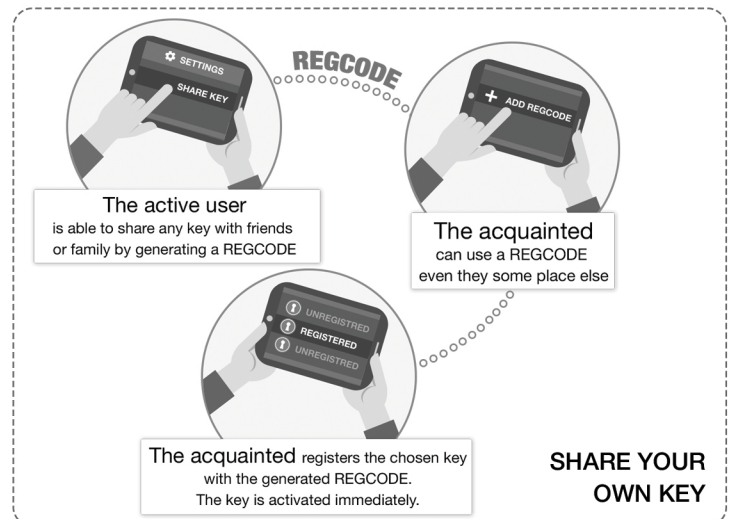 SETTINGS
SHARE KEY
REGCODE
ADD REGCODE
The active user
is able to share any key with friends
or family by generating a REGCODE
The acquainted
can use a REGCODE
even they some place else
UNREGISTRED
REGISTERED
UNREGISTRED
The acquainted registers the chosen key
with the generated REGCODE.
The key is activated immediately.
SHARE YOUR
OWN KEY